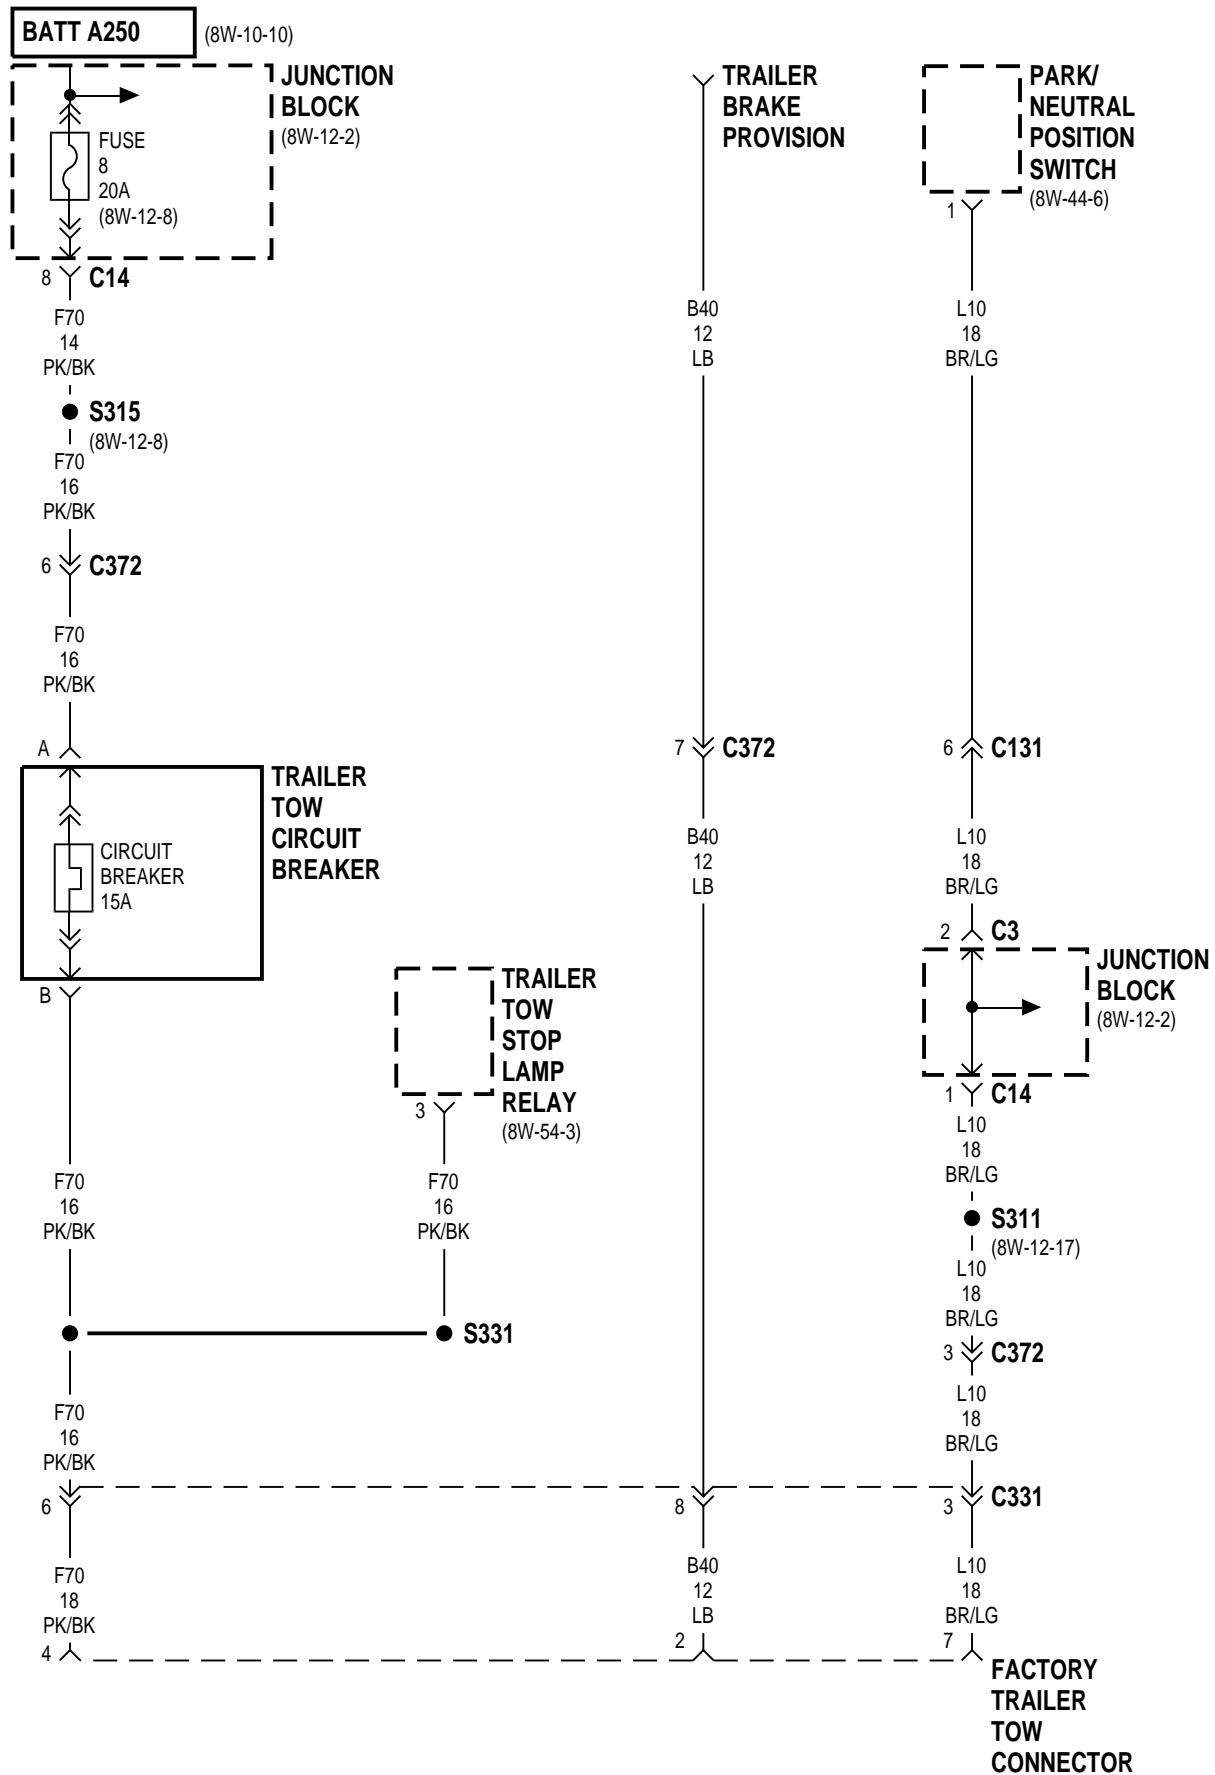 BATT A250
(8W-10-10)
JUNCTION
BLOCK
(8W-12-2)
FUSE
8
20A
(8W-12-8)
8
C14
F70
14
PK/BK
S315
(8W-12-8)
F70
16
PK/BK
6
C372
F70
16
PK/BK
A
TRAILER
TOW
CIRCUIT
BREAKER
CIRCUIT
BREAKER
15A
B
F70
16
PK/BK
TRAILER
TOW
STOP
LAMP
RELAY
(8W-54-3)
3
F70
16
PK/BK
S331
F70
16
PK/BK
6
F70
18
PK/BK
4
TRAILER
BRAKE
PROVISION
B40
12
LB
7
C372
B40
12
LB
8
B40
12
LB
2
PARK/
NEUTRAL
POSITION
SWITCH
(8W-44-6)
1
L10
18
BR/LG
6
C131
L10
18
BR/LG
2
C3
JUNCTION
BLOCK
(8W-12-2)
1
C14
L10
18
BR/LG
S311
(8W-12-17)
L10
18
BR/LG
3
C372
L10
18
BR/LG
3
C331
L10
18
BR/LG
7
FACTORY
TRAILER
TOW
CONNECTOR